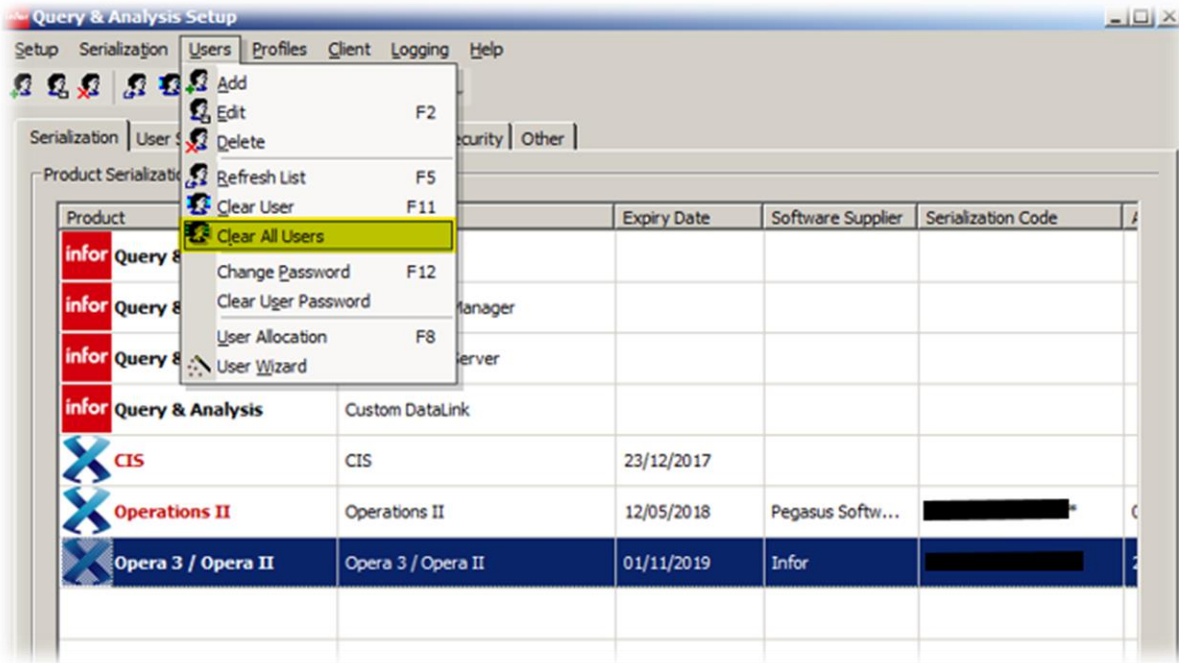 infor Query & Analysis Setup
Setup Serialization Users Profiles Client Logging Help
Add
Edit F2
Serialization User Delete ecurity Other
Product Serializatio Refresh List F5
Clear User F11
Product Expiry Date Software Supplier Serialization Code
Clear All Users
infor Query &
Change Password F12
Clear User Password
infor Query & Manager
User Allocation F8
infor Query & Server
User Wizard
infor Query & Analysis Custom DataLink
CIS CIS 23/12/2017
Operations II Operations II 12/05/2018 Pegasus Softw...
Opera 3 / Opera II Opera 3 / Opera II 01/11/2019 Infor